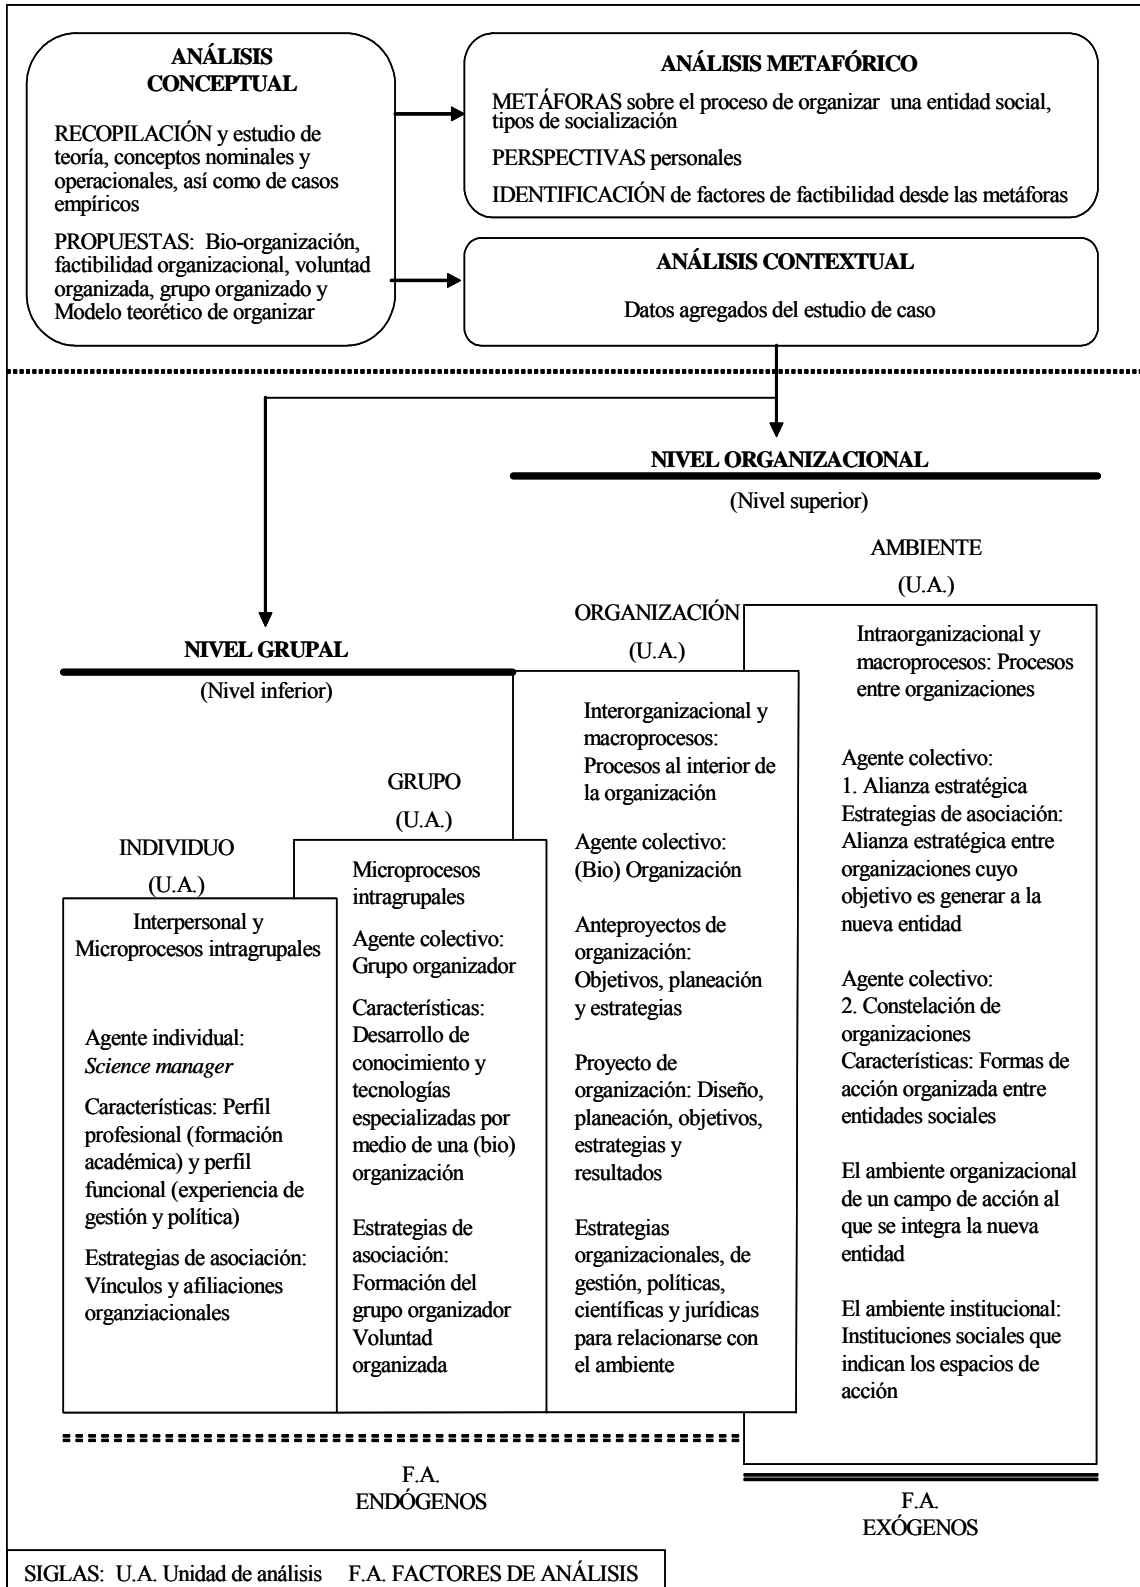 ANÁLISIS
CONCEPTUAL
RECOPILACIÓN y estudio de
teoría, conceptos nominales y
operacionales, así como de casos
empíricos
PROPUESTAS: Bio-organización,
factibilidad organizacional, voluntad
organizada, grupo organizado y
Modelo teorético de organizar
ANÁLISIS METAFÓRICO
METÁFORAS sobre el proceso de organizar una entidad social,
tipos de socialización
PERSPECTIVAS personales
IDENTIFICACIÓN de factores de factibilidad desde las metáforas
ANÁLISIS CONTEXTUAL
Datos agregados del estudio de caso
NIVEL ORGANIZACIONAL
(Nivel superior)
NIVEL GRUPAL
(Nivel inferior)
INDIVIDUO
(U.A.)
Interpersonal y
Microprocesos intragrupales
Agente individual:
Science manager
Características: Perfil
profesional (formación
académica) y perfil
funcional (experiencia de
gestión y política)
Estrategias de asociación:
Vínculos y afiliaciones
organziacionales
GRUPO
(U.A.)
Microprocesos
intragrupales
Agente colectivo:
Grupo organizador
Características:
Desarrollo de
conocimiento y
tecnologías
especializadas por
medio de una (bio)
organización
Estrategias de
asociación:
Formación del
grupo organizador
Voluntad
organizada
ORGANIZACIÓN
(U.A.)
Interorganizacional y
macroprocesos:
Procesos al interior de
la organización
Agente colectivo:
(Bio) Organización
Anteproyectos de
organización:
Objetivos, planeación
y estrategias
Proyecto de
organización: Diseño,
planeación, objetivos,
estrategias y
resultados
Estrategias
organizacionales, de
gestión, políticas,
científicas y jurídicas
para relacionarse con
el ambiente
AMBIENTE
(U.A.)
Intraorganizacional y
macroprocesos: Procesos
entre organizaciones
Agente colectivo:
1. Alianza estratégica
Estrategias de asociación:
Alianza estratégica entre
organizaciones cuyo
objetivo es generar a la
nueva entidad
Agente colectivo:
2. Constelación de
organizaciones
Características: Formas de
acción organizada entre
entidades sociales
El ambiente organizacional
de un campo de acción al
que se integra la nueva
entidad
El ambiente institucional:
Instituciones sociales que
indican los espacios de
acción
F.A.
ENDÓGENOS
F.A.
EXÓGENOS
SIGLAS: U.A. Unidad de análisis F.A. FACTORES DE ANÁLISIS